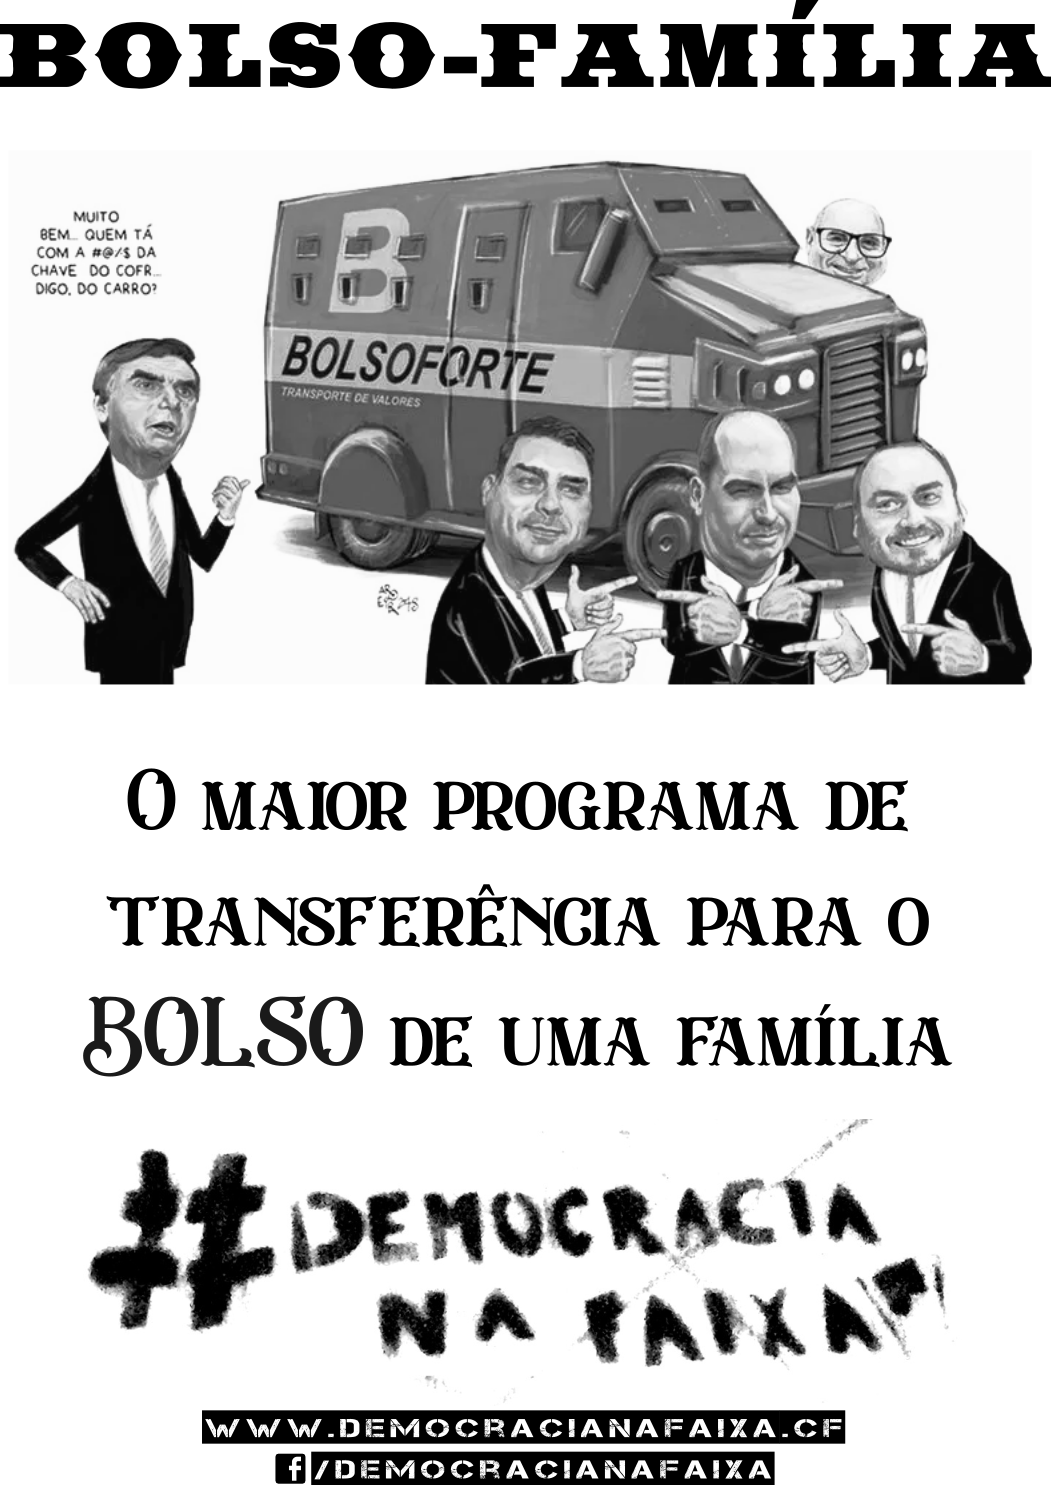 BOLSO-FAMÍLIA
MUITO
BEM... QUEM TÁ
COM A #@/$ DA
CHAVE DO COFR...
DIGO, DO CARRO?
B
BOLSOFORTE
TRANSPORTE DE VALORES
O MAIOR PROGRAMA DE
TRANSFERÊNCIA PARA O
BOLSO DE UMA FAMÍLIA
#DEMOCRACIA
NA FAIXA
WWW.DEMOCRACIANAFAIXA.CF
f/DEMOCRACIANAFAIXA